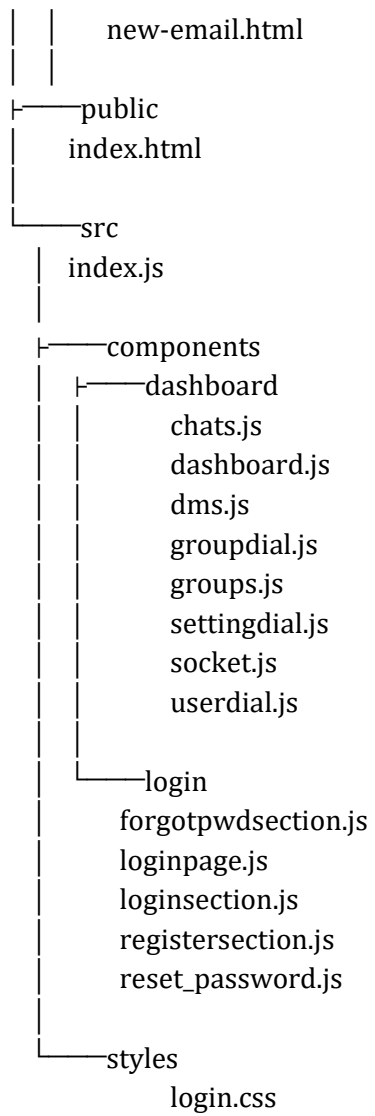 new-email.html
public
index.html
src
index.js
components
dashboard
chats.js
dashboard.js
dms.js
groupdial.js
groups.js
settingdial.js
socket.js
userdial.js
login
forgotpwdsection.js
loginpage.js
loginsection.js
registersection.js
reset_password.js
styles
login.css